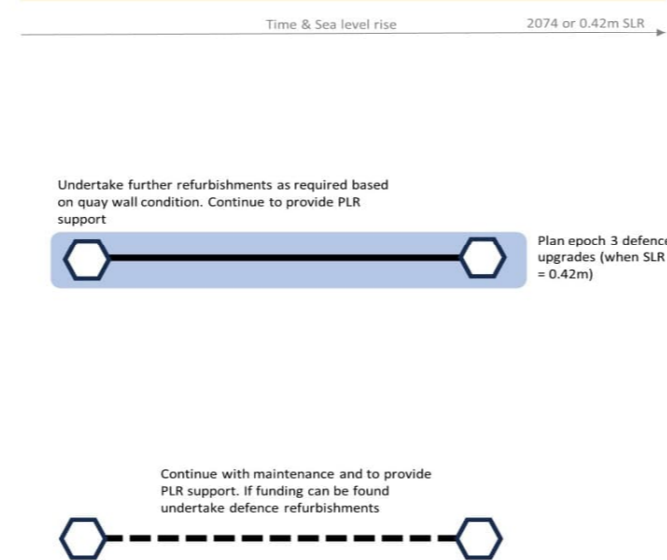 Time & Sea level rise
2074 or 0.42m SLR
Undertake further refurbishments as required based
on quay wall condition. Continue to provide PLR
support
Plan epoch 3 defence
upgrades (when SLR
= 0.42m)
Continue with maintenance and to provide
PLR support. If funding can be found
undertake defence refurbishments